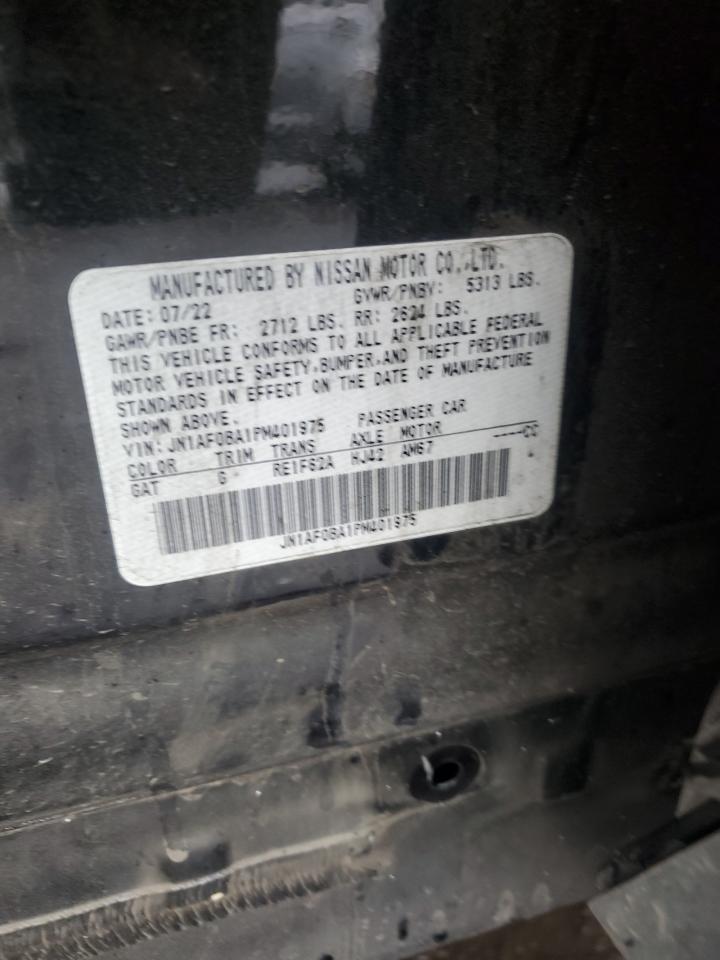 MANUFACTURED BY NISSAN MOTOR CO., LTD.
DATE: 07/22 GVWR/PNBV: 5313 LBS.
GAWR/PNBE FR: 2712 LBS. RR: 2624 LBS.
THIS VEHICLE CONFORMS TO ALL APPLICABLE FEDERAL
MOTOR VEHICLE SAFETY, BUMPER, AND THEFT PREVENTION
STANDARDS IN EFFECT ON THE DATE OF MANUFACTURE
SHOWN ABOVE.
VIN: JN1AF0BA1PM401975 PASSENGER CAR
COLOR TRIM TRANS AXLE MOTOR
GAT G RE1F62A HJ42 AM67 ----CC
JN1AF0BA1PM401975